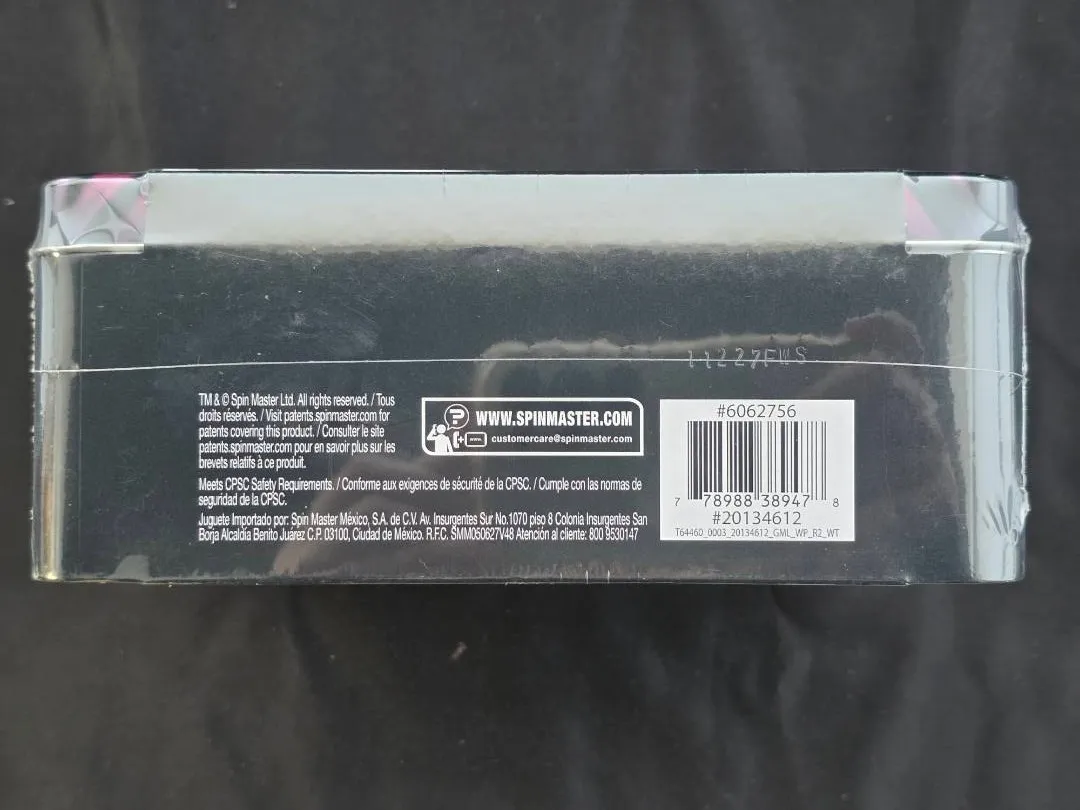 11227FWS
TM & © Spin Master Ltd. All rights reserved. / Tous
droits réservés. / Visit patents.spinmaster.com for
patents covering this product. / Consulter le site
patents.spinmaster.com pour en savoir plus sur les
brevets relatifs à ce produit.
Meets CPSC Safety Requirements. / Conforme aux exigences de sécurité de la CPSC. / Cumple con las normas de
seguridad de la CPSC.
Juguete Importado por: Spin Master México, S.A. de C.V. Av. Insurgentes Sur No.1070 piso 8 Colonia Insurgentes San
Borja Alcaldía Benito Juárez C.P. 03100, Ciudad de México. R.F.C. SMM050627V48 Atención al cliente: 800 9530147
WWW.SPINMASTER.COM
customercare@spinmaster.com
#6062756
7 78988 38947 8
#20134612
T64460_0003_20134612_GML_WP_R2_WT